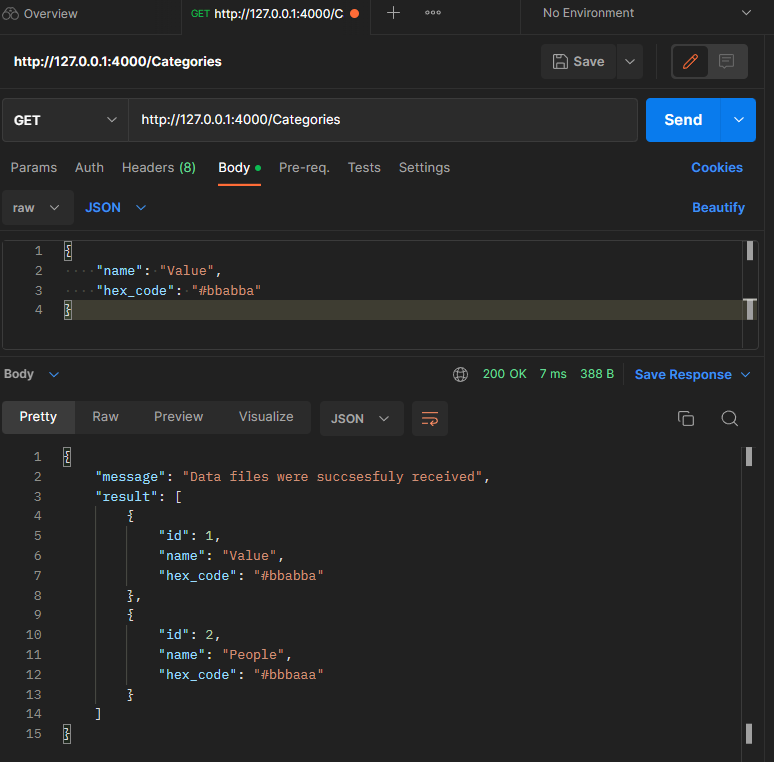 Overview
GET http://127.0.0.1:4000/C
No Environment
http://127.0.0.1:4000/Categories
Save
GET
http://127.0.0.1:4000/Categories
Send
Params Auth Headers (8) Body Pre-req. Tests Settings Cookies
raw JSON Beautify
1 {
2 "name": "Value",
3 "hex_code": "#bbabba"
4 }
Body 200 OK 7 ms 388 B Save Response
Pretty Raw Preview Visualize JSON
1 {
2 "message": "Data files were succsesfuly received",
3 "result": [
4 {
5 "id": 1,
6 "name": "Value",
7 "hex_code": "#bbabba"
8 },
9 {
10 "id": 2,
11 "name": "People",
12 "hex_code": "#bbbaaa"
13 }
14 ]
15 }